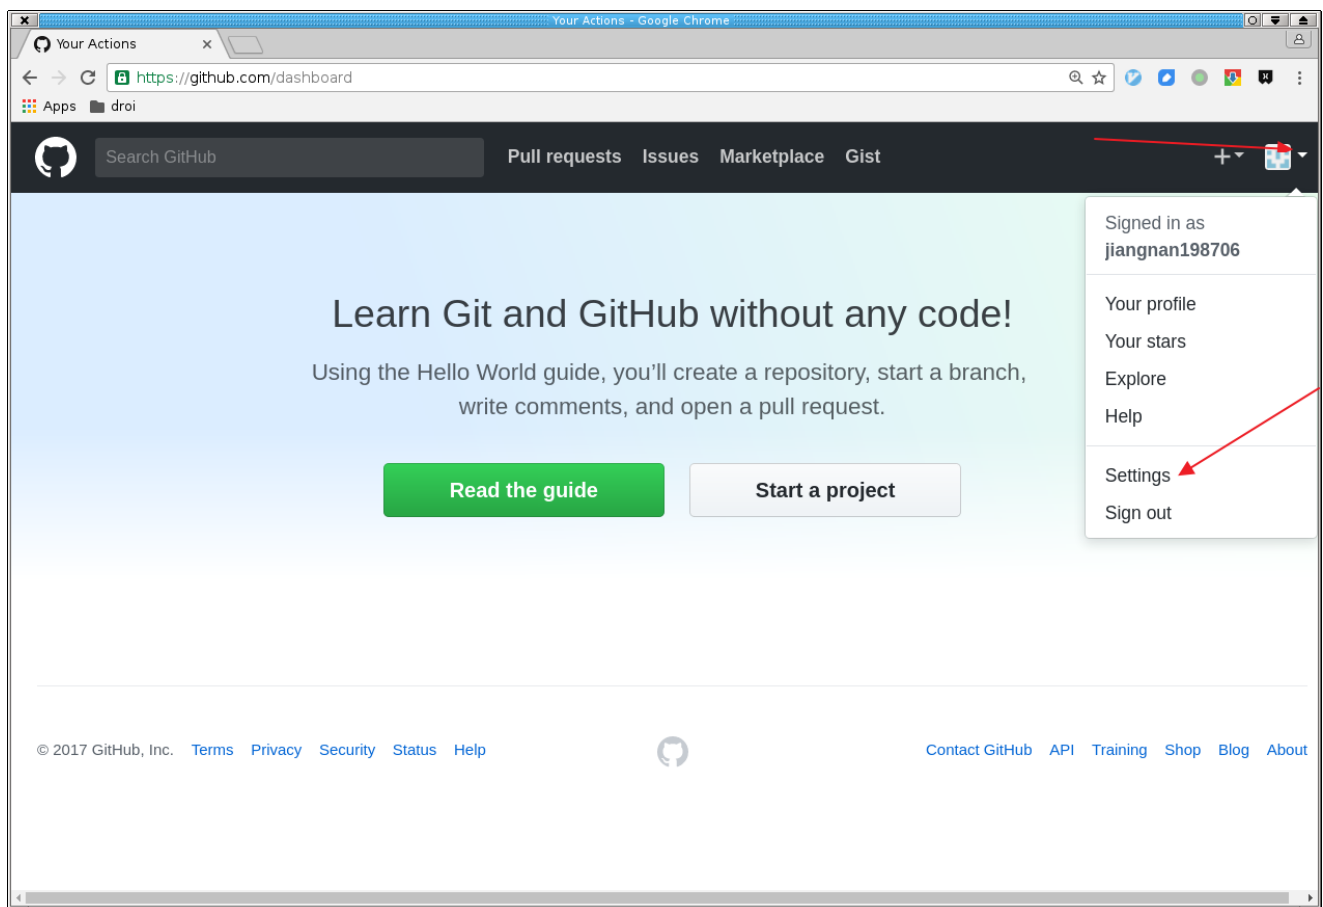 Your Actions - Google Chrome
Your Actions
https://github.com/dashboard
Apps droi
Search GitHub Pull requests Issues Marketplace Gist
Signed in as
jiangnan198706
Your profile
Your stars
Explore
Help
Settings
Sign out
Learn Git and GitHub without any code!
Using the Hello World guide, you’ll create a repository, start a branch,
write comments, and open a pull request.
Read the guide Start a project
© 2017 GitHub, Inc. Terms Privacy Security Status Help Contact GitHub API Training Shop Blog About